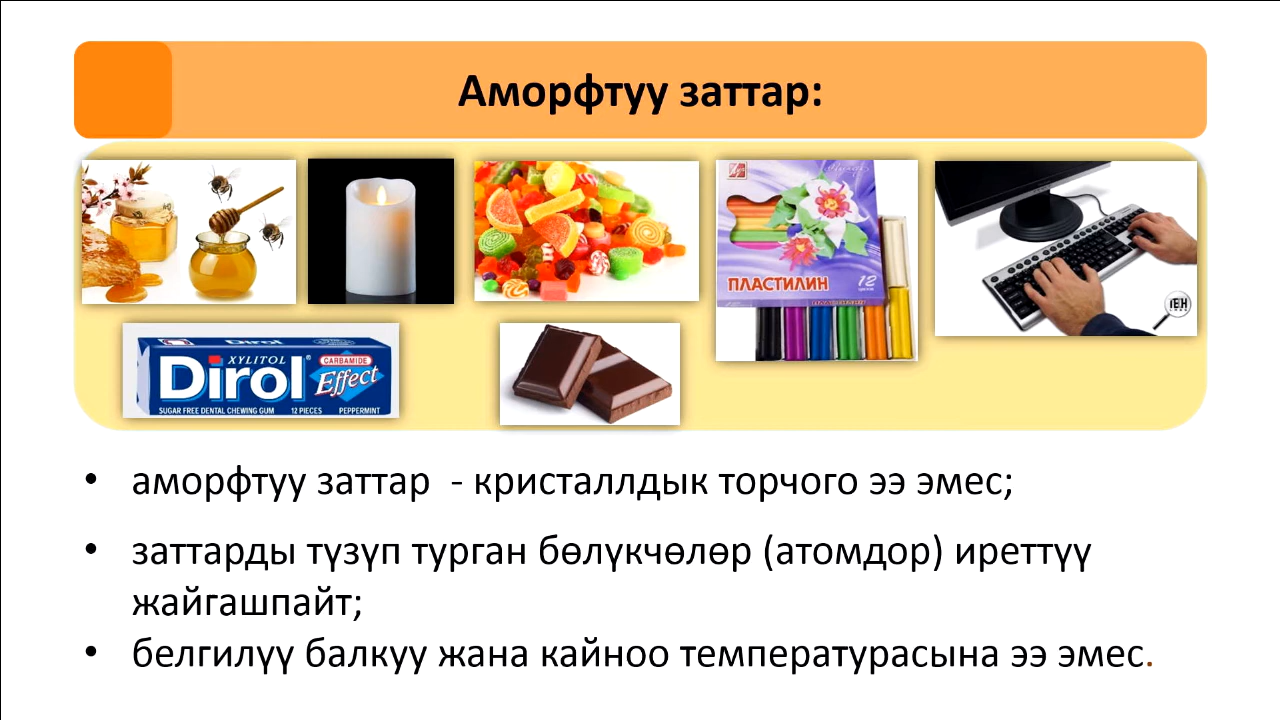 Аморфтуу заттар:
ПЛАСТИЛИН 12
Dirol XYLITOL CARBAMIDE Effect
SUGAR FREE DENTAL CHEWING GUM 12 PIECES PEPPERMINT
• аморфтуу заттар - кристаллдык торчого ээ эмес;
• заттарды түзүп турган бөлүкчөлөр (атомдор) иреттүү
жайгашпайт;
• белгилүү балкуу жана кайноо температурасына ээ эмес.